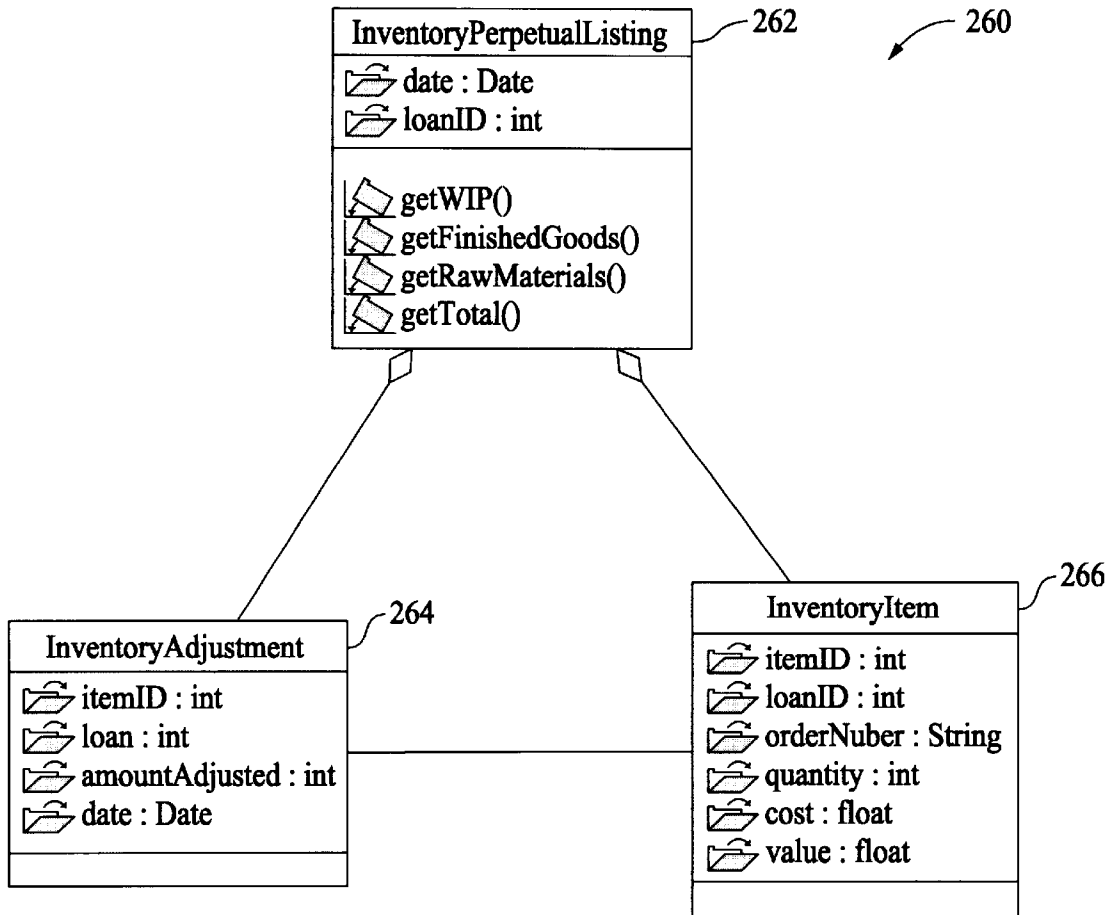 InventoryPerpetualListing
262
260
date : Date
loanID : int
getWIP()
getFinishedGoods()
getRawMaterials()
getTotal()
264
InventoryAdjustment
itemID : int
loan : int
amountAdjusted : int
date : Date
266
InventoryItem
itemID : int
loanID : int
orderNuber : String
quantity : int
cost : float
value : float